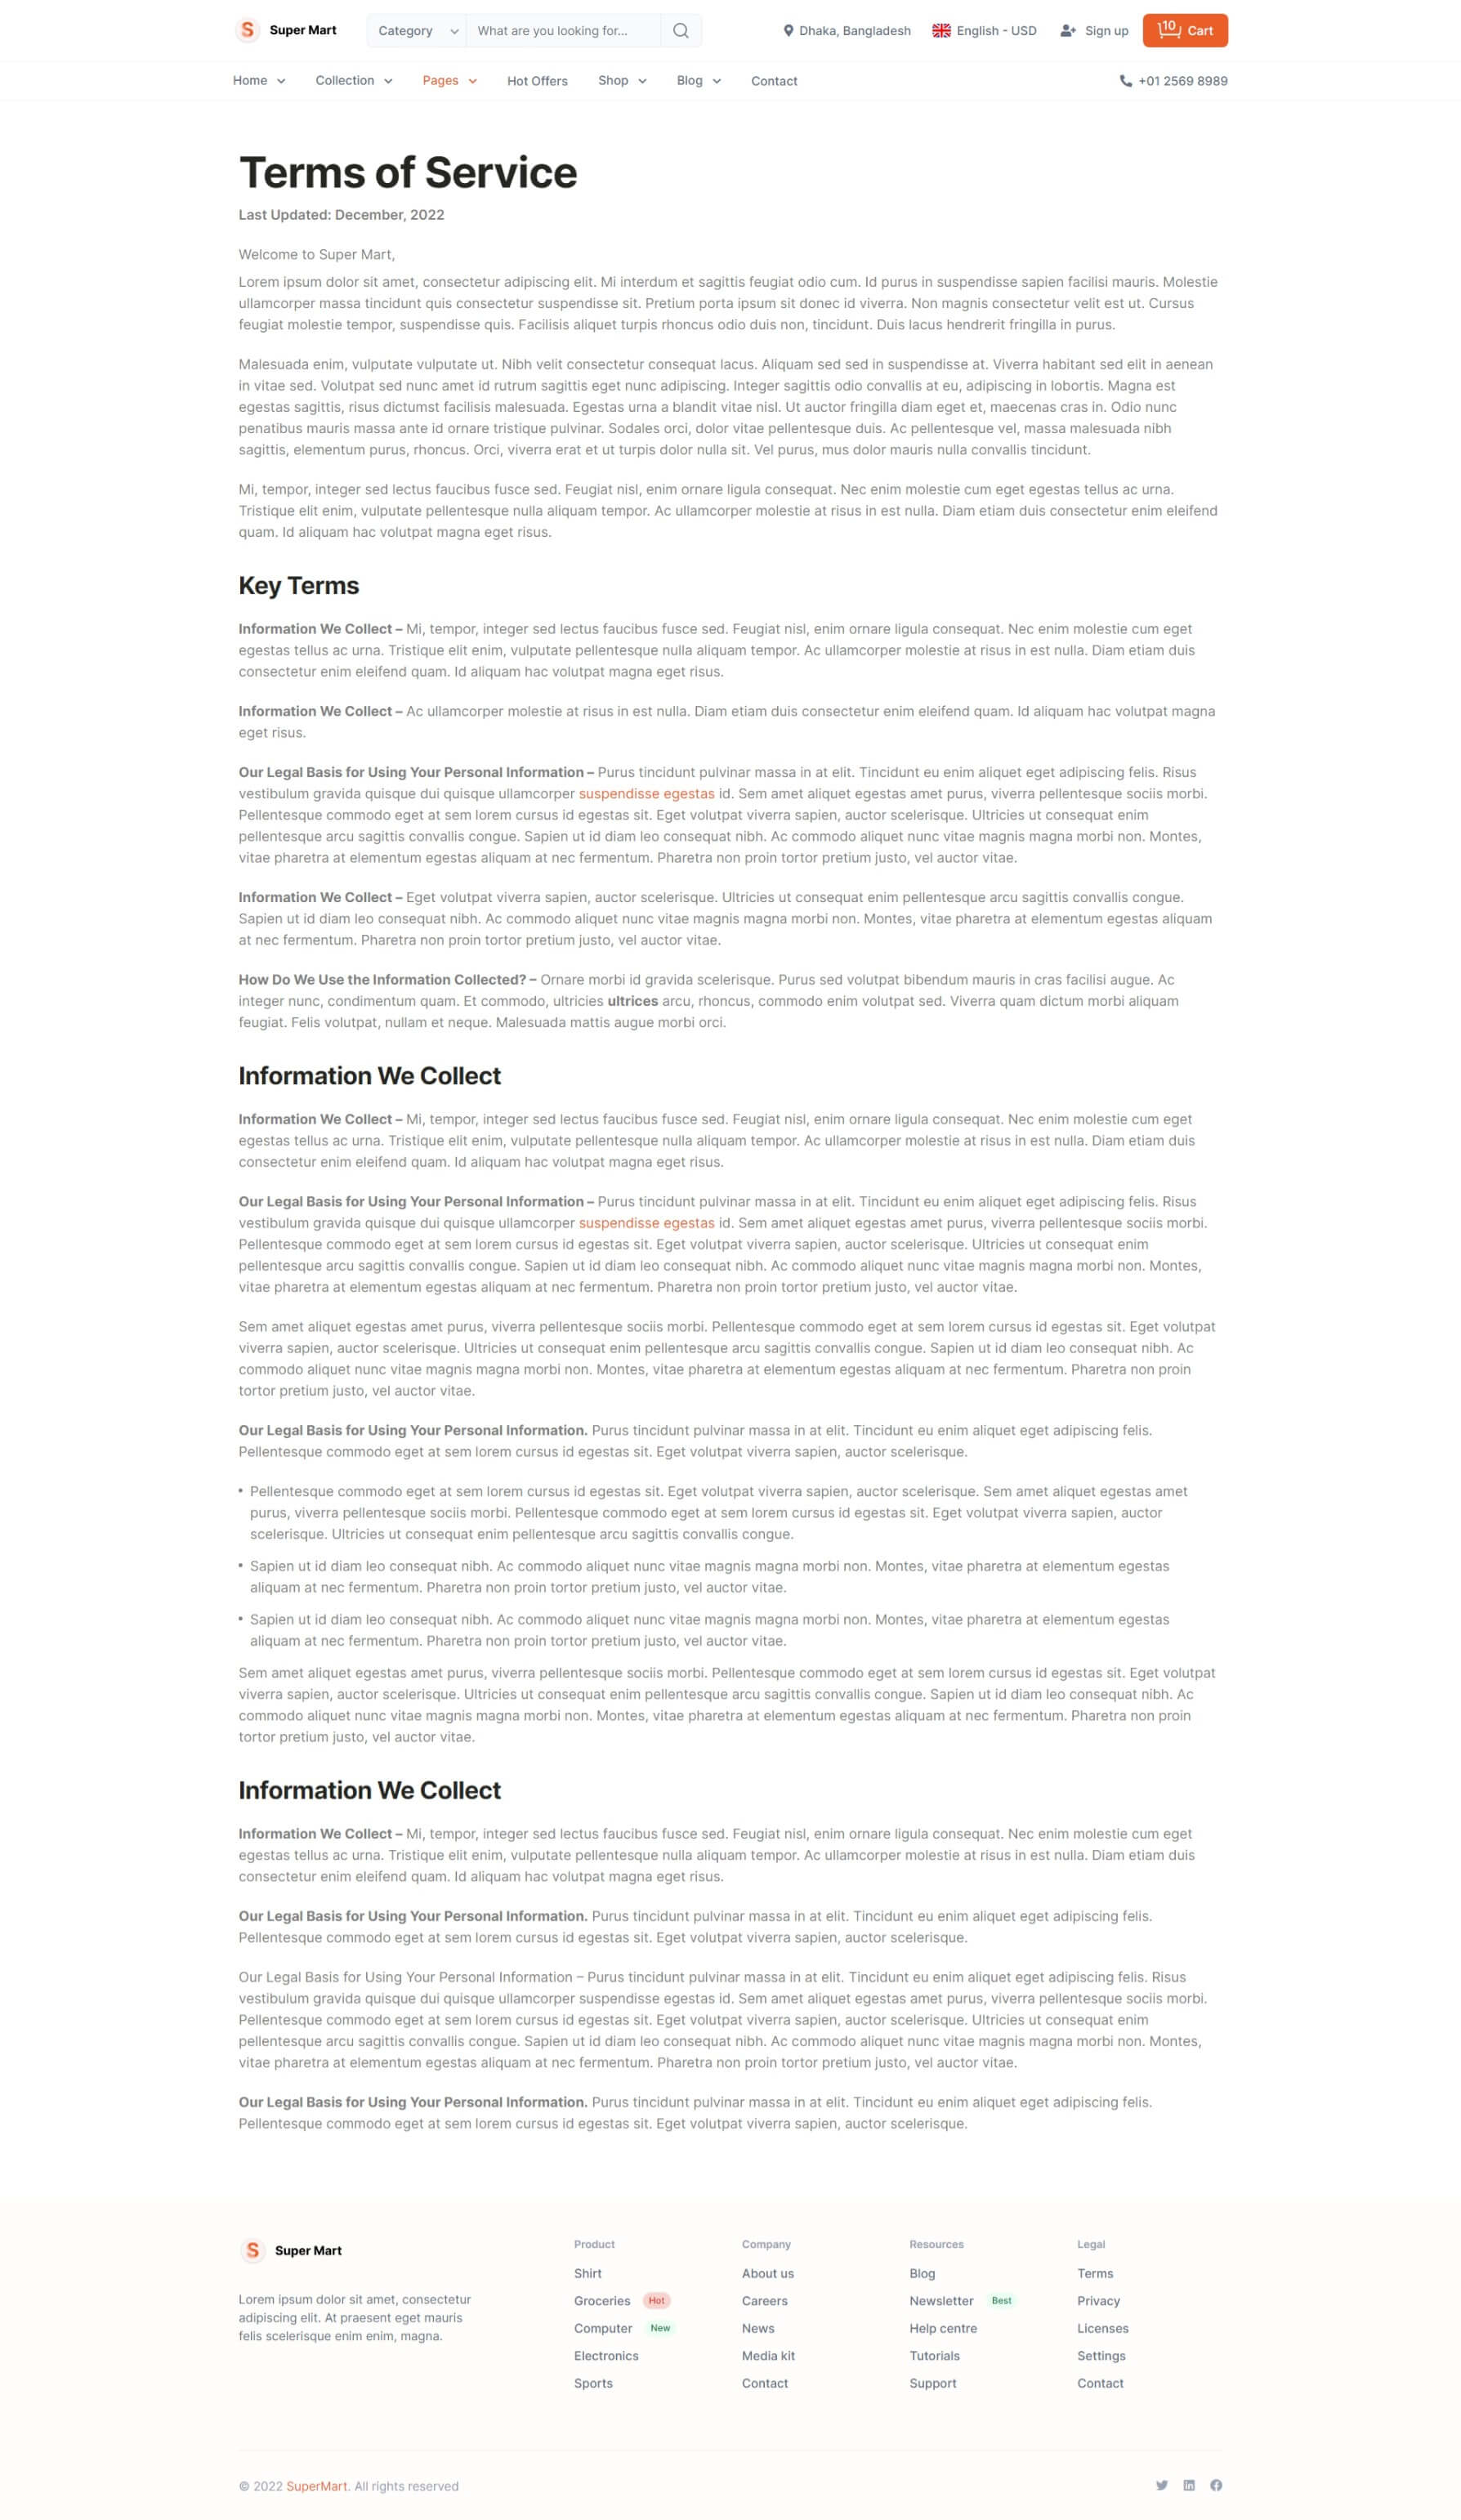 S Super Mart
Category
What are you looking for...
Dhaka, Bangladesh
English - USD
Sign up
10 Cart
Home
Collection
Pages
Hot Offers
Shop
Blog
Contact
+01 2569 8989
Terms of Service
Last Updated: December, 2022
Welcome to Super Mart,
Lorem ipsum dolor sit amet, consectetur adipiscing elit. Mi interdum et sagittis feugiat odio cum. Id purus in suspendisse sapien facilisi mauris. Molestie
ullamcorper massa tincidunt quis consectetur suspendisse sit. Pretium porta ipsum sit donec id viverra. Non magnis consectetur velit est ut. Cursus
feugiat molestie tempor, suspendisse quis. Facilisis aliquet turpis rhoncus odio duis non, tincidunt. Duis lacus hendrerit fringilla in purus.
Malesuada enim, vulputate vulputate ut. Nibh velit consectetur consequat lacus. Aliquam sed sed in suspendisse at. Viverra habitant sed elit in aenean
in vitae sed. Volutpat sed nunc amet id rutrum sagittis eget nunc adipiscing. Integer sagittis odio convallis at eu, adipiscing in lobortis. Magna est
egestas sagittis, risus dictumst facilisis malesuada. Egestas urna a blandit vitae nisl. Ut auctor fringilla diam eget et, maecenas cras in. Odio nunc
penatibus mauris massa ante id ornare tristique pulvinar. Sodales orci, dolor vitae pellentesque duis. Ac pellentesque vel, massa malesuada nibh
sagittis, elementum purus, rhoncus. Orci, viverra erat et ut turpis dolor nulla sit. Vel purus, mus dolor mauris nulla convallis tincidunt.
Mi, tempor, integer sed lectus faucibus fusce sed. Feugiat nisl, enim ornare ligula consequat. Nec enim molestie cum eget egestas tellus ac urna.
Tristique elit enim, vulputate pellentesque nulla aliquam tempor. Ac ullamcorper molestie at risus in est nulla. Diam etiam duis consectetur enim eleifend
quam. Id aliquam hac volutpat magna eget risus.
Key Terms
Information We Collect – Mi, tempor, integer sed lectus faucibus fusce sed. Feugiat nisl, enim ornare ligula consequat. Nec enim molestie cum eget
egestas tellus ac urna. Tristique elit enim, vulputate pellentesque nulla aliquam tempor. Ac ullamcorper molestie at risus in est nulla. Diam etiam duis
consectetur enim eleifend quam. Id aliquam hac volutpat magna eget risus.
Information We Collect – Ac ullamcorper molestie at risus in est nulla. Diam etiam duis consectetur enim eleifend quam. Id aliquam hac volutpat magna
eget risus.
Our Legal Basis for Using Your Personal Information – Purus tincidunt pulvinar massa in at elit. Tincidunt eu enim aliquet eget adipiscing felis. Risus
vestibulum gravida quisque dui quisque ullamcorper suspendisse egestas id. Sem amet aliquet egestas amet purus, viverra pellentesque sociis morbi.
Pellentesque commodo eget at sem lorem cursus id egestas sit. Eget volutpat viverra sapien, auctor scelerisque. Ultricies ut consequat enim
pellentesque arcu sagittis convallis congue. Sapien ut id diam leo consequat nibh. Ac commodo aliquet nunc vitae magnis magna morbi non. Montes,
vitae pharetra at elementum egestas aliquam at nec fermentum. Pharetra non proin tortor pretium justo, vel auctor vitae.
Information We Collect – Eget volutpat viverra sapien, auctor scelerisque. Ultricies ut consequat enim pellentesque arcu sagittis convallis congue.
Sapien ut id diam leo consequat nibh. Ac commodo aliquet nunc vitae magnis magna morbi non. Montes, vitae pharetra at elementum egestas aliquam
at nec fermentum. Pharetra non proin tortor pretium justo, vel auctor vitae.
How Do We Use the Information Collected? – Ornare morbi id gravida scelerisque. Purus sed volutpat bibendum mauris in cras facilisi augue. Ac
integer nunc, condimentum quam. Et commodo, ultricies ultrices arcu, rhoncus, commodo enim volutpat sed. Viverra quam dictum morbi aliquam
feugiat. Felis volutpat, nullam et neque. Malesuada mattis augue morbi orci.
Information We Collect
Information We Collect – Mi, tempor, integer sed lectus faucibus fusce sed. Feugiat nisl, enim ornare ligula consequat. Nec enim molestie cum eget
egestas tellus ac urna. Tristique elit enim, vulputate pellentesque nulla aliquam tempor. Ac ullamcorper molestie at risus in est nulla. Diam etiam duis
consectetur enim eleifend quam. Id aliquam hac volutpat magna eget risus.
Our Legal Basis for Using Your Personal Information – Purus tincidunt pulvinar massa in at elit. Tincidunt eu enim aliquet eget adipiscing felis. Risus
vestibulum gravida quisque dui quisque ullamcorper suspendisse egestas id. Sem amet aliquet egestas amet purus, viverra pellentesque sociis morbi.
Pellentesque commodo eget at sem lorem cursus id egestas sit. Eget volutpat viverra sapien, auctor scelerisque. Ultricies ut consequat enim
pellentesque arcu sagittis convallis congue. Sapien ut id diam leo consequat nibh. Ac commodo aliquet nunc vitae magnis magna morbi non. Montes,
vitae pharetra at elementum egestas aliquam at nec fermentum. Pharetra non proin tortor pretium justo, vel auctor vitae.
Sem amet aliquet egestas amet purus, viverra pellentesque sociis morbi. Pellentesque commodo eget at sem lorem cursus id egestas sit. Eget volutpat
viverra sapien, auctor scelerisque. Ultricies ut consequat enim pellentesque arcu sagittis convallis congue. Sapien ut id diam leo consequat nibh. Ac
commodo aliquet nunc vitae magnis magna morbi non. Montes, vitae pharetra at elementum egestas aliquam at nec fermentum. Pharetra non proin
tortor pretium justo, vel auctor vitae.
Our Legal Basis for Using Your Personal Information. Purus tincidunt pulvinar massa in at elit. Tincidunt eu enim aliquet eget adipiscing felis.
Pellentesque commodo eget at sem lorem cursus id egestas sit. Eget volutpat viverra sapien, auctor scelerisque.
• Pellentesque commodo eget at sem lorem cursus id egestas sit. Eget volutpat viverra sapien, auctor scelerisque. Sem amet aliquet egestas amet
purus, viverra pellentesque sociis morbi. Pellentesque commodo eget at sem lorem cursus id egestas sit. Eget volutpat viverra sapien, auctor
scelerisque. Ultricies ut consequat enim pellentesque arcu sagittis convallis congue.
• Sapien ut id diam leo consequat nibh. Ac commodo aliquet nunc vitae magnis magna morbi non. Montes, vitae pharetra at elementum egestas
aliquam at nec fermentum. Pharetra non proin tortor pretium justo, vel auctor vitae.
• Sapien ut id diam leo consequat nibh. Ac commodo aliquet nunc vitae magnis magna morbi non. Montes, vitae pharetra at elementum egestas
aliquam at nec fermentum. Pharetra non proin tortor pretium justo, vel auctor vitae.
Sem amet aliquet egestas amet purus, viverra pellentesque sociis morbi. Pellentesque commodo eget at sem lorem cursus id egestas sit. Eget volutpat
viverra sapien, auctor scelerisque. Ultricies ut consequat enim pellentesque arcu sagittis convallis congue. Sapien ut id diam leo consequat nibh. Ac
commodo aliquet nunc vitae magnis magna morbi non. Montes, vitae pharetra at elementum egestas aliquam at nec fermentum. Pharetra non proin
tortor pretium justo, vel auctor vitae.
Information We Collect
Information We Collect – Mi, tempor, integer sed lectus faucibus fusce sed. Feugiat nisl, enim ornare ligula consequat. Nec enim molestie cum eget
egestas tellus ac urna. Tristique elit enim, vulputate pellentesque nulla aliquam tempor. Ac ullamcorper molestie at risus in est nulla. Diam etiam duis
consectetur enim eleifend quam. Id aliquam hac volutpat magna eget risus.
Our Legal Basis for Using Your Personal Information. Purus tincidunt pulvinar massa in at elit. Tincidunt eu enim aliquet eget adipiscing felis.
Pellentesque commodo eget at sem lorem cursus id egestas sit. Eget volutpat viverra sapien, auctor scelerisque.
Our Legal Basis for Using Your Personal Information – Purus tincidunt pulvinar massa in at elit. Tincidunt eu enim aliquet eget adipiscing felis. Risus
vestibulum gravida quisque dui quisque ullamcorper suspendisse egestas id. Sem amet aliquet egestas amet purus, viverra pellentesque sociis morbi.
Pellentesque commodo eget at sem lorem cursus id egestas sit. Eget volutpat viverra sapien, auctor scelerisque. Ultricies ut consequat enim
pellentesque arcu sagittis convallis congue. Sapien ut id diam leo consequat nibh. Ac commodo aliquet nunc vitae magnis magna morbi non. Montes,
vitae pharetra at elementum egestas aliquam at nec fermentum. Pharetra non proin tortor pretium justo, vel auctor vitae.
Our Legal Basis for Using Your Personal Information. Purus tincidunt pulvinar massa in at elit. Tincidunt eu enim aliquet eget adipiscing felis.
Pellentesque commodo eget at sem lorem cursus id egestas sit. Eget volutpat viverra sapien, auctor scelerisque.
S Super Mart
Lorem ipsum dolor sit amet, consectetur
adipiscing elit. At praesent eget mauris
felis scelerisque enim enim, magna.
Product
Shirt
Groceries Hot
Computer New
Electronics
Sports
Company
About us
Careers
News
Media kit
Contact
Resources
Blog
Newsletter Best
Help centre
Tutorials
Support
Legal
Terms
Privacy
Licenses
Settings
Contact
© 2022 SuperMart. All rights reserved